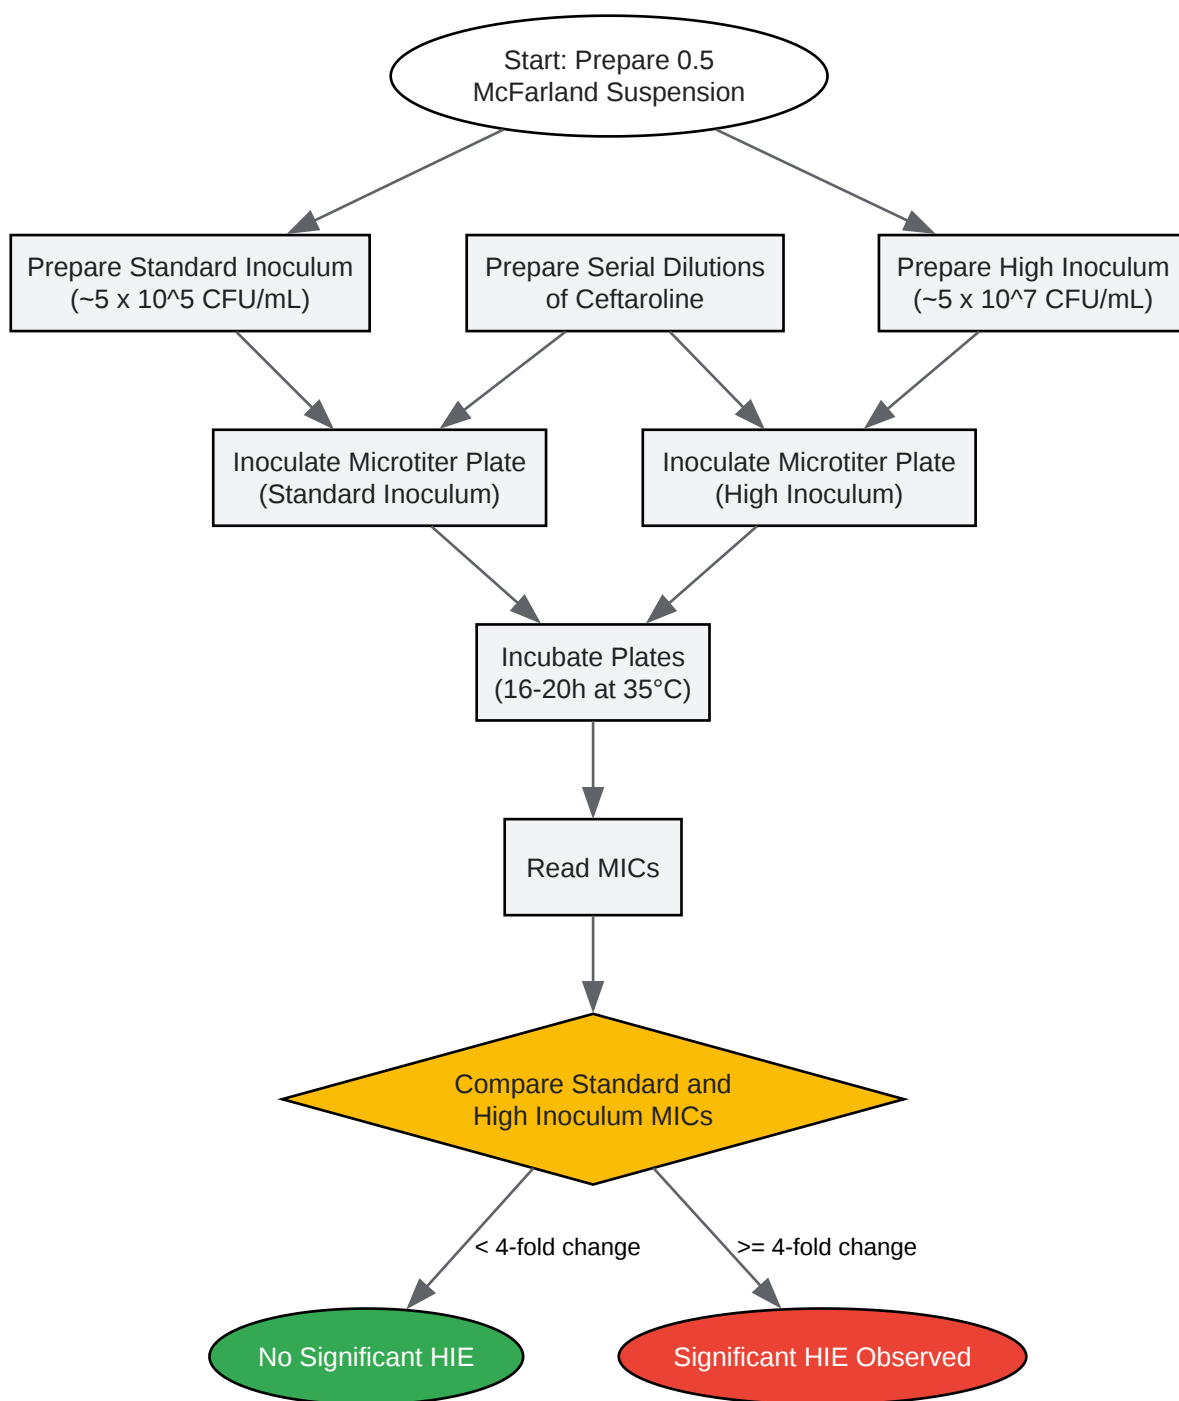 Start: Prepare 0.5
McFarland Suspension
Prepare Standard Inoculum
(~5 x 10^5 CFU/mL)
Prepare Serial Dilutions
of Ceftaroline
Prepare High Inoculum
(~5 x 10^7 CFU/mL)
Inoculate Microtiter Plate
(Standard Inoculum)
Inoculate Microtiter Plate
(High Inoculum)
Incubate Plates
(16-20h at 35°C)
Read MICs
Compare Standard and
High Inoculum MICs
< 4-fold change
>= 4-fold change
No Significant HIE
Significant HIE Observed